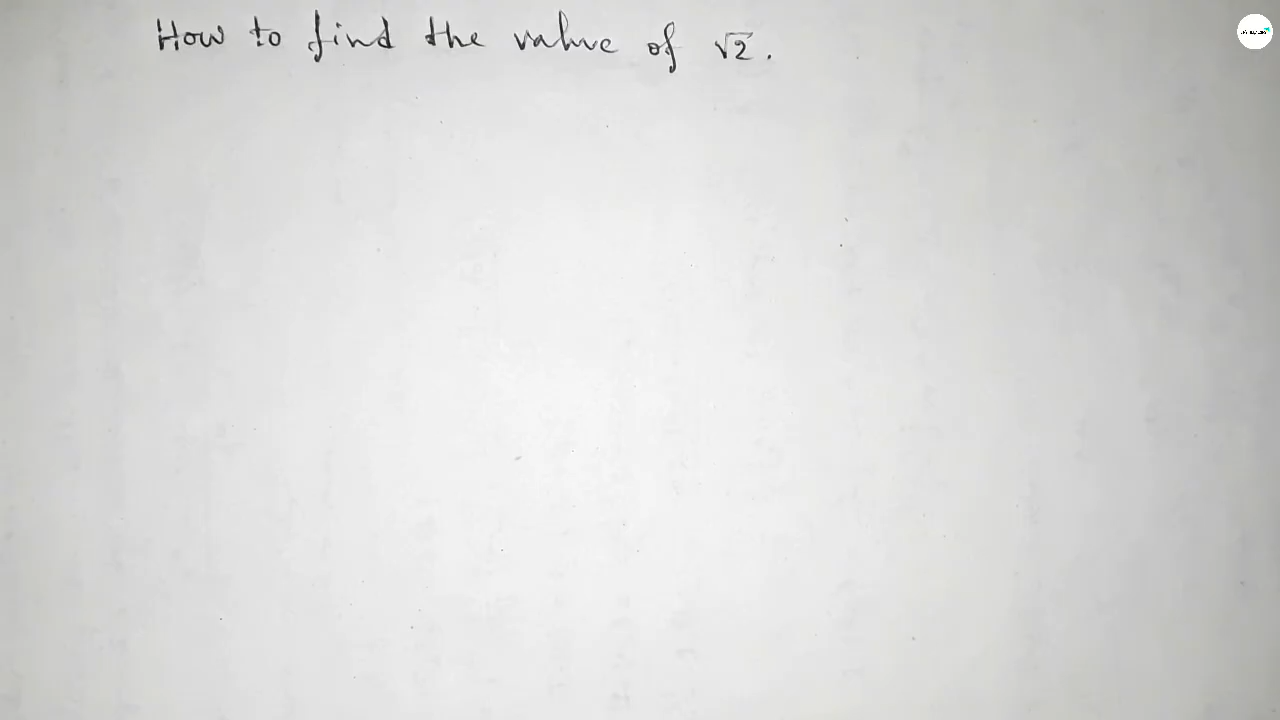 How to find the value of √2.